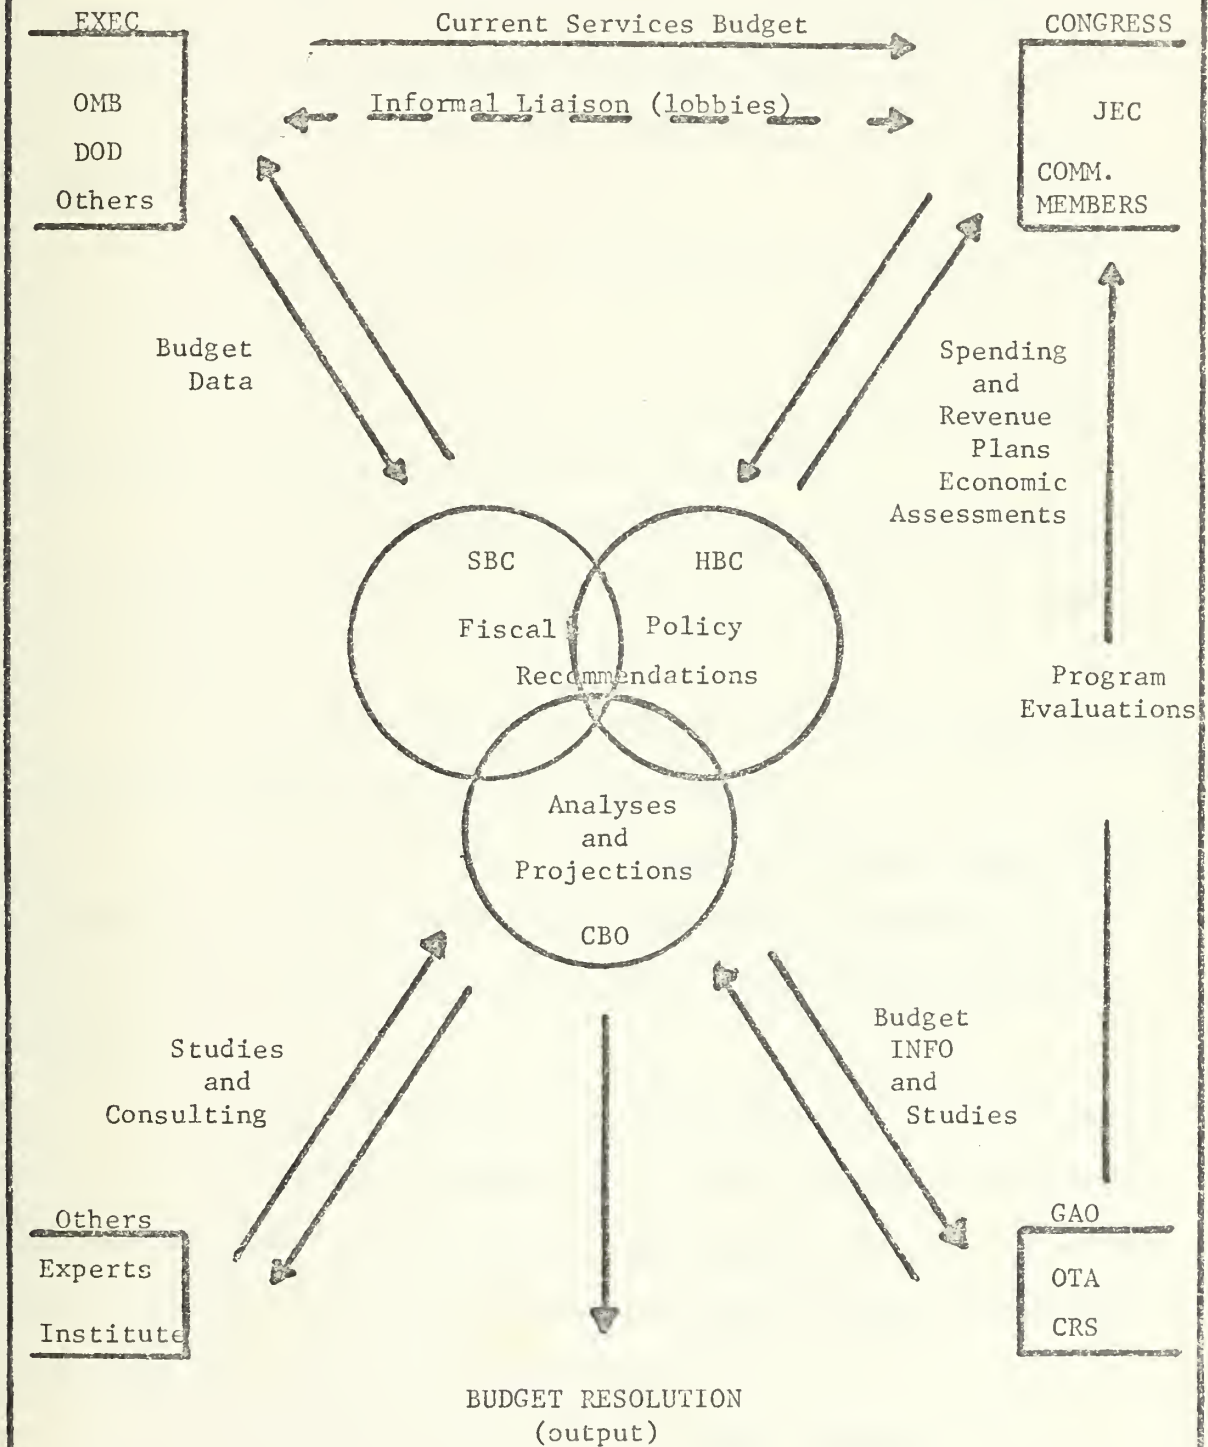 EXEC
Current Services Budget
CONGRESS
OMB
DOD
Others
Informal Liaison (lobbies)
JEC
COMM.
MEMBERS
Budget
Data
Spending
and
Revenue
Plans
Economic
Assessments
SBC
HBC
Fiscal Policy
Recommendations
Program
Evaluations
Analyses
and
Projections
CBO
Studies
and
Consulting
Budget
INFO
and
Studies
Others
Experts
Institute
GAO
OTA
CRS
BUDGET RESOLUTION
(output)